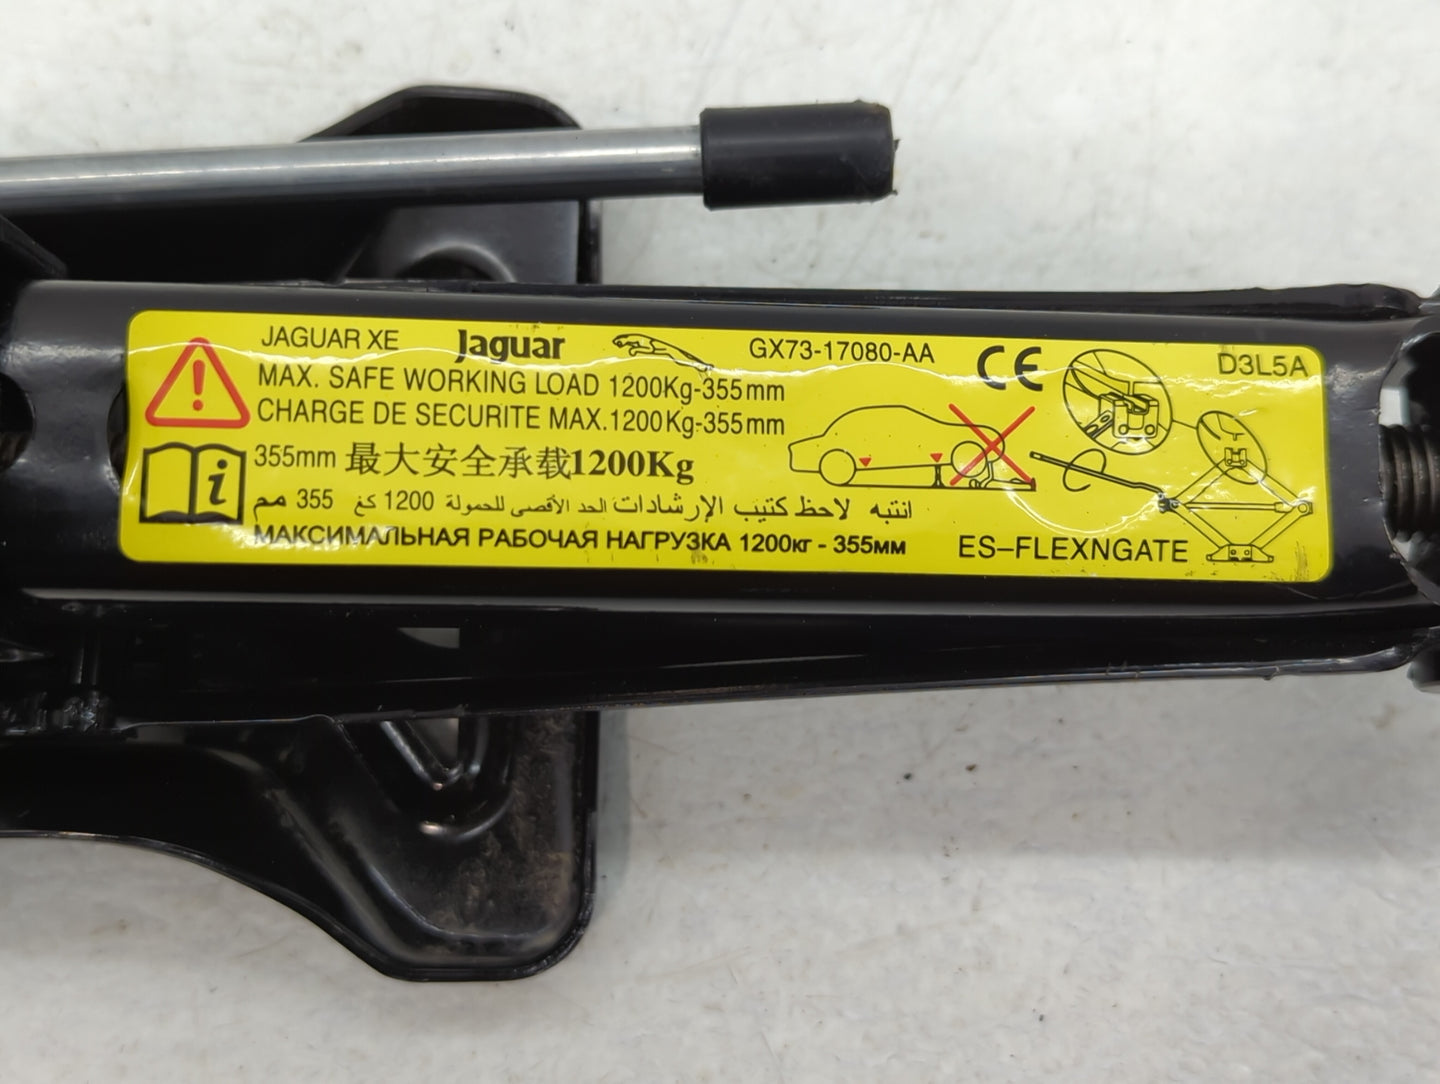 JAGUAR XE Jaguar GX73-17080-AA CE D3L5A
MAX. SAFE WORKING LOAD 1200Kg-355mm
CHARGE DE SECURITE MAX.1200Kg-355mm
355mm 最大安全承载1200Kg
انتبه لاحظ كتيب الإرشادات الحد الأقصى للحمولة 1200 كغ 355 مم
МАКСИМАЛЬНАЯ РАБОЧАЯ НАГРУЗКА 1200кг - 355мм
ES-FLEXNGATE